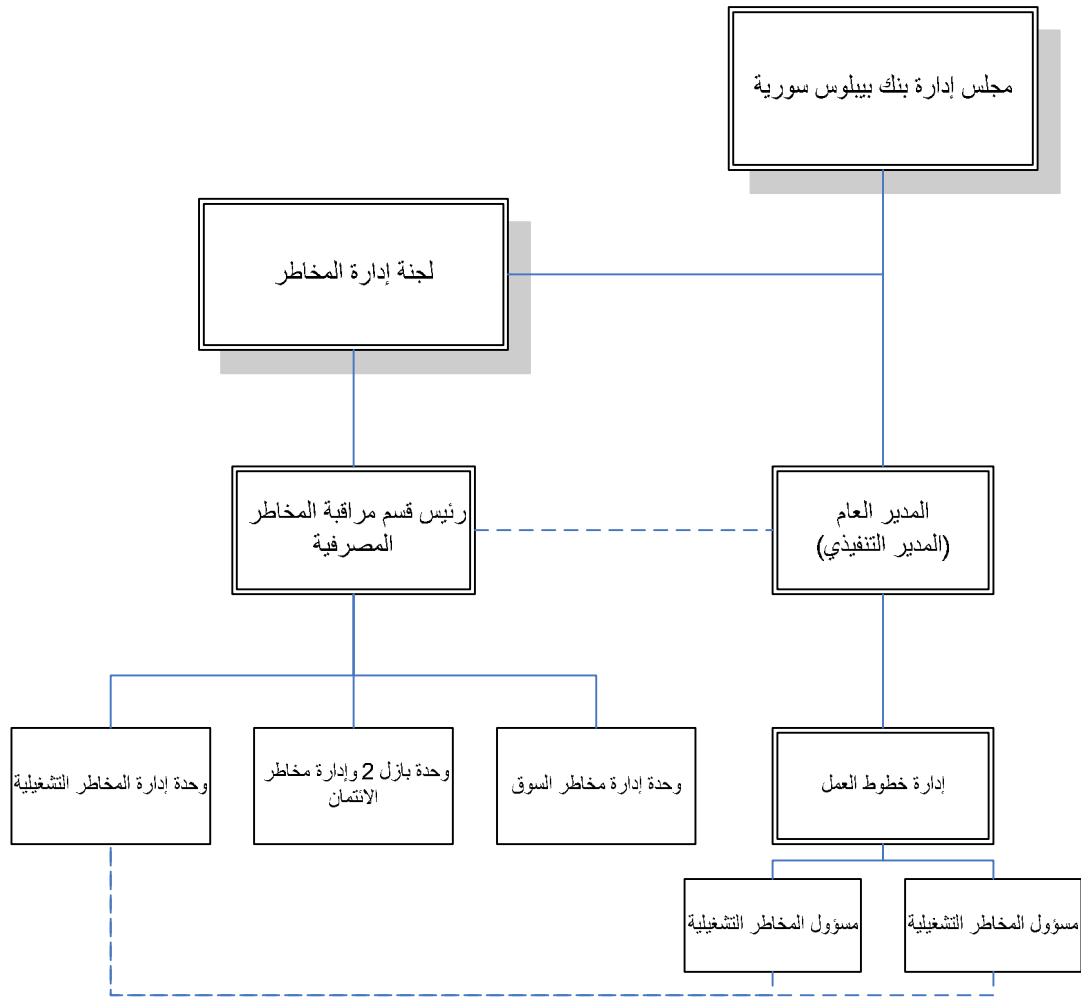 مجلس إدارة بنك بيبلوس سورية
لجنة إدارة المخاطر
المدير العام
(المدير التنفيذي)
رئيس قسم مراقبة المخاطر
المصرفية
إدارة خطوط العمل
وحدة إدارة مخاطر السوق
وحدة بازل 2 وإدارة مخاطر
الائتمان
وحدة إدارة المخاطر التشغيلية
مسؤول المخاطر التشغيلية
مسؤول المخاطر التشغيلية